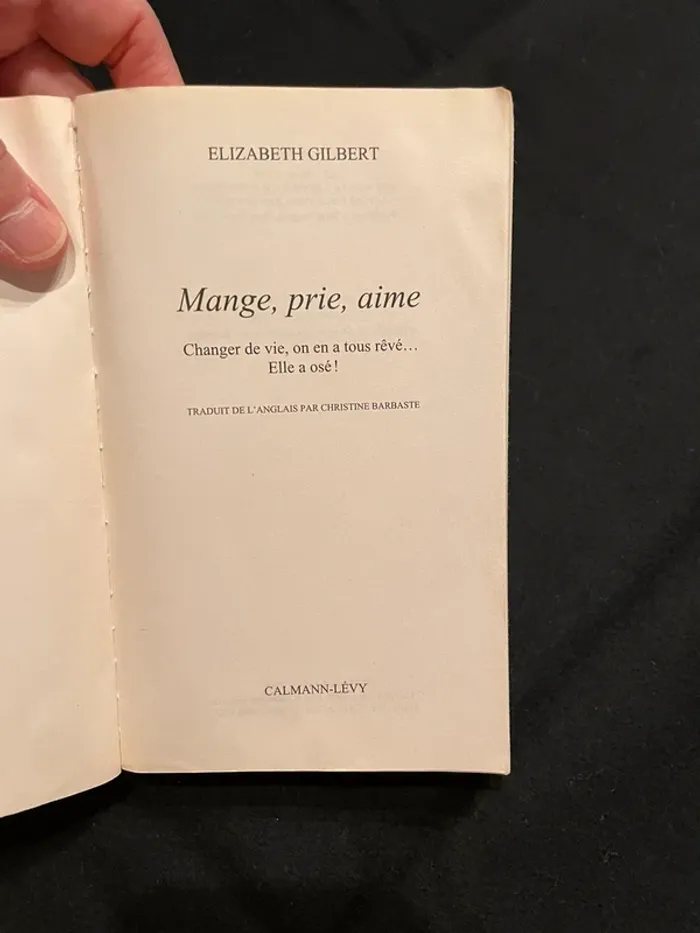 ELIZABETH GILBERT
Mange, prie, aime
Changer de vie, on en a tous rêvé…
Elle a osé !
TRADUIT DE L'ANGLAIS PAR CHRISTINE BARBASTE
CALMANN-LÉVY